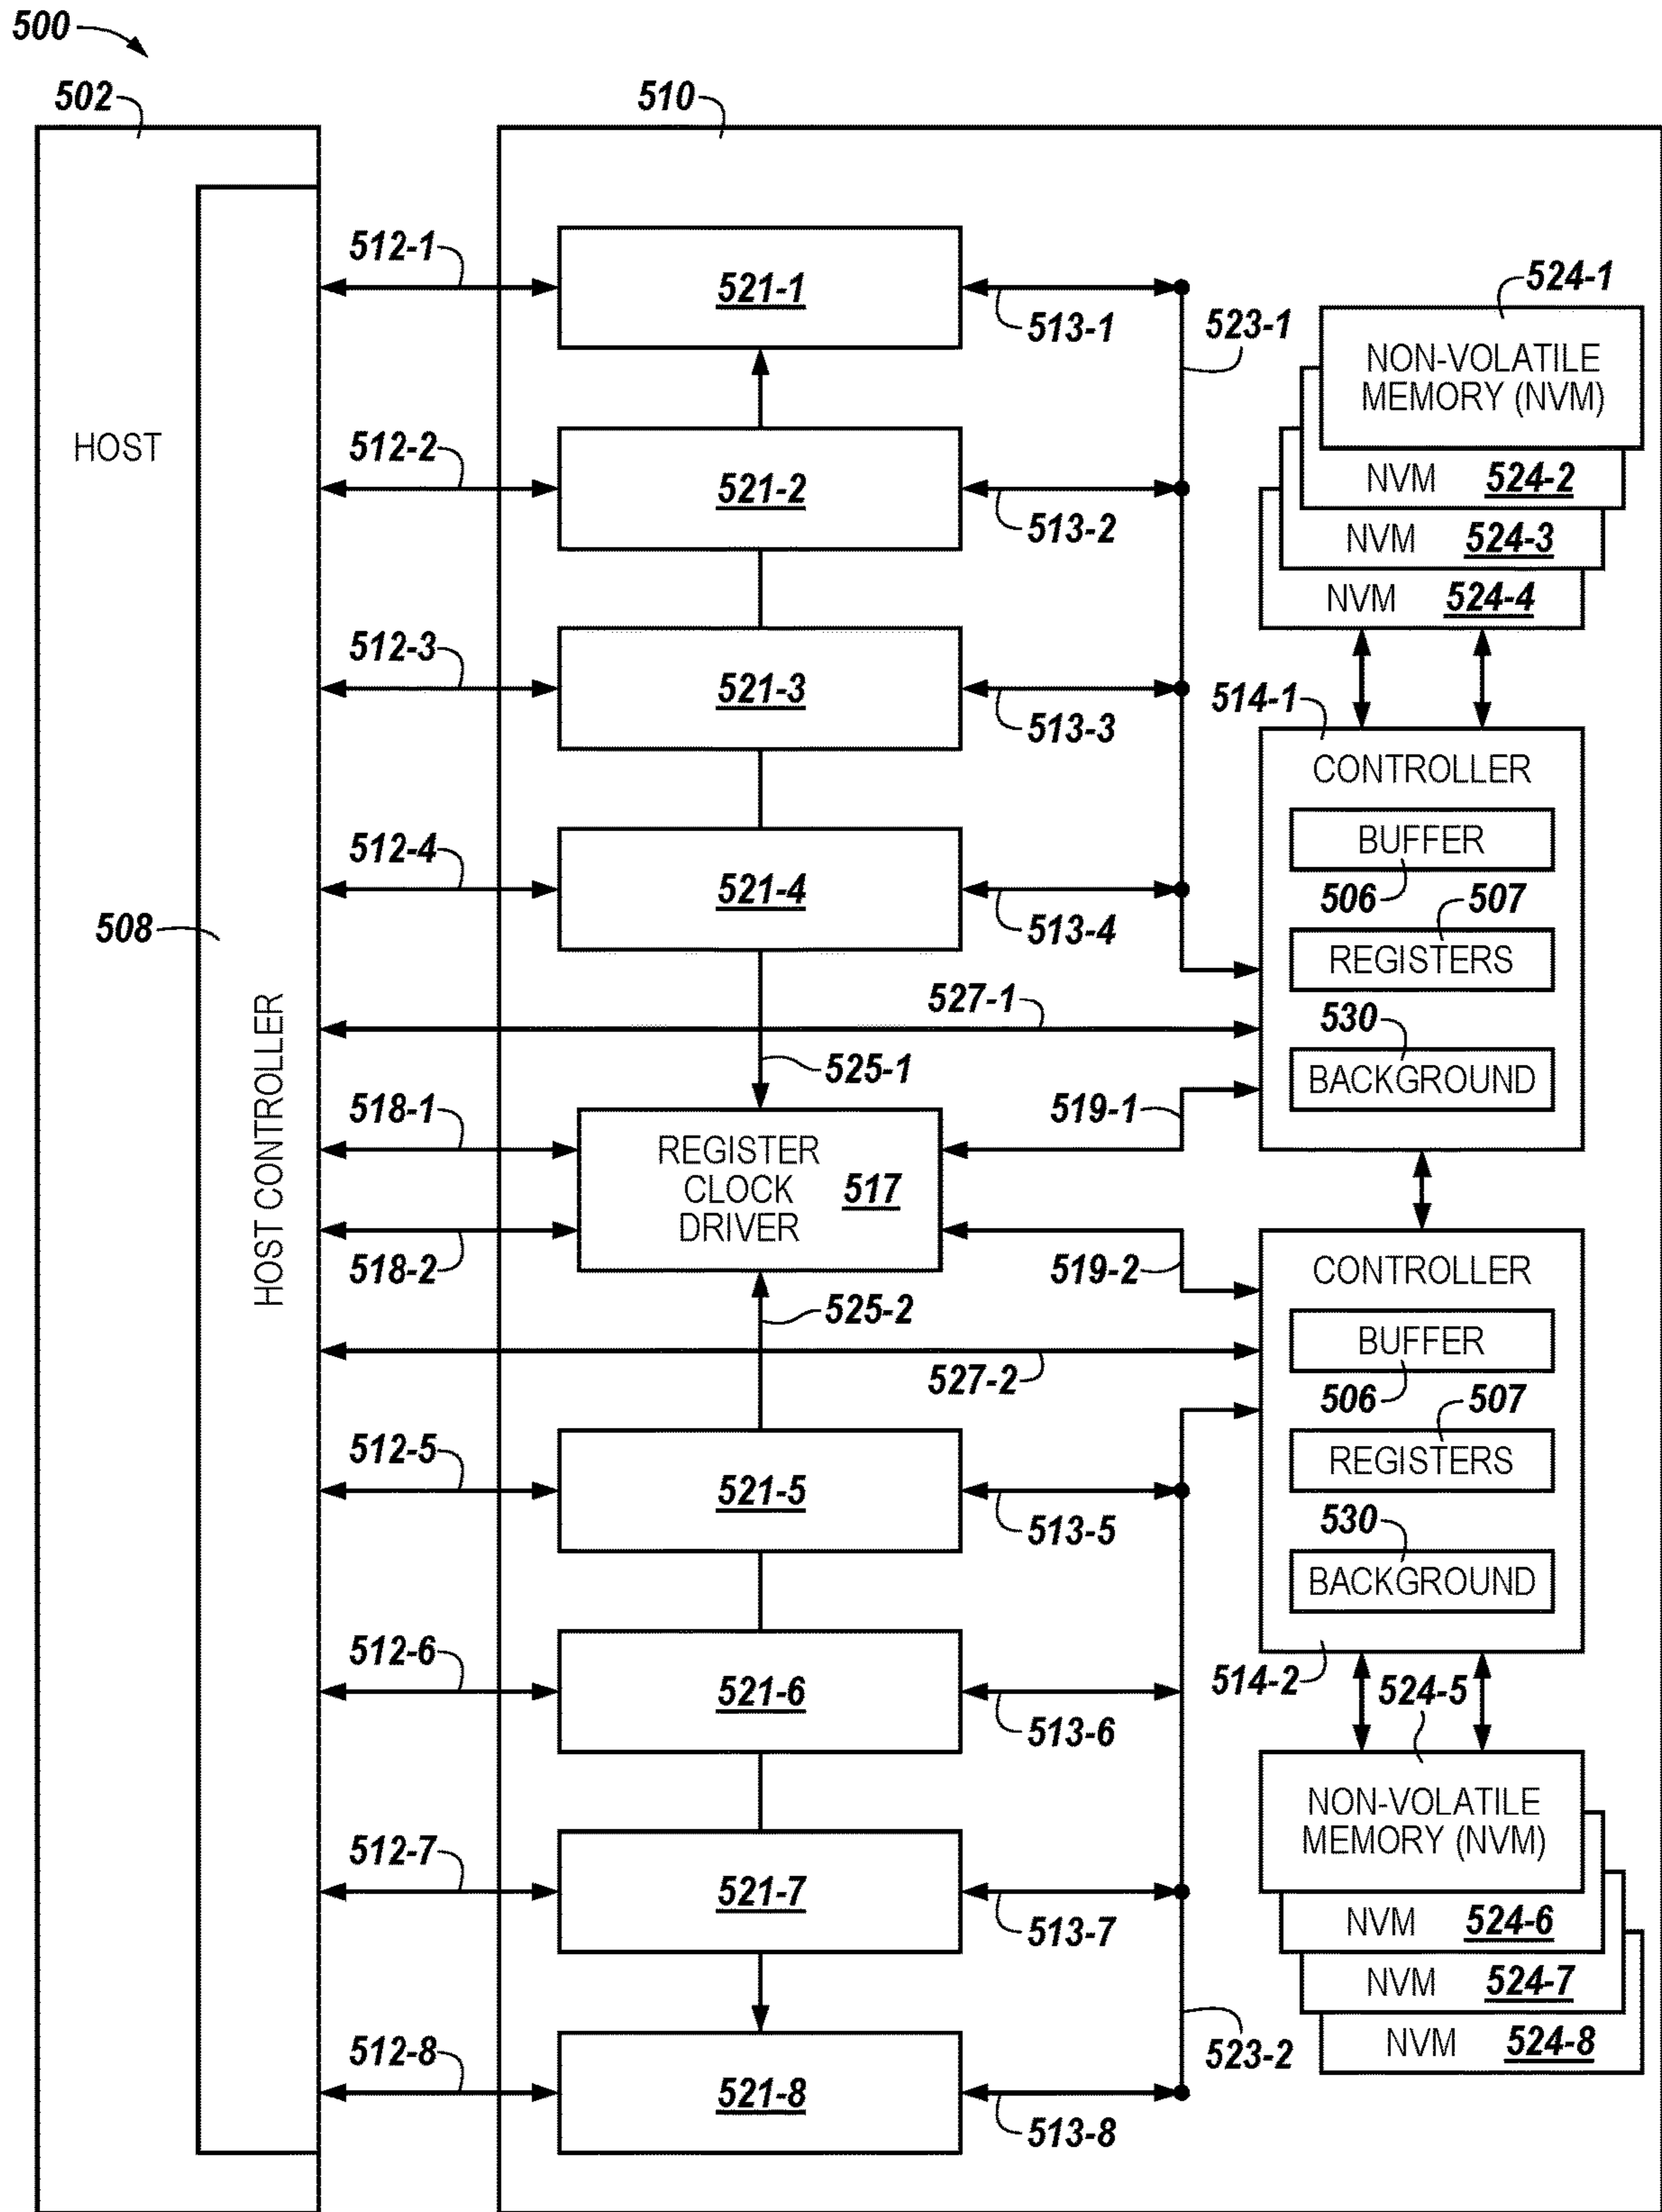 500
502
510
512-1
521-1
513-1
523-1
524-1
NON-VOLATILE
MEMORY (NVM)
HOST
512-2
521-2
513-2
NVM 524-2
NVM 524-3
NVM 524-4
512-3
521-3
513-3
514-1
CONTROLLER
BUFFER
506 507
REGISTERS
530
BACKGROUND
512-4
521-4
513-4
508
HOST CONTROLLER
527-1
525-1
518-1
519-1
REGISTER
CLOCK
DRIVER
517
518-2
519-2
525-2
527-2
CONTROLLER
BUFFER
506 507
REGISTERS
530
BACKGROUND
514-2
512-5
521-5
513-5
512-6
521-6
513-6
524-5
NON-VOLATILE
MEMORY (NVM)
NVM 524-6
NVM 524-7
NVM 524-8
512-7
521-7
513-7
523-2
512-8
521-8
513-8